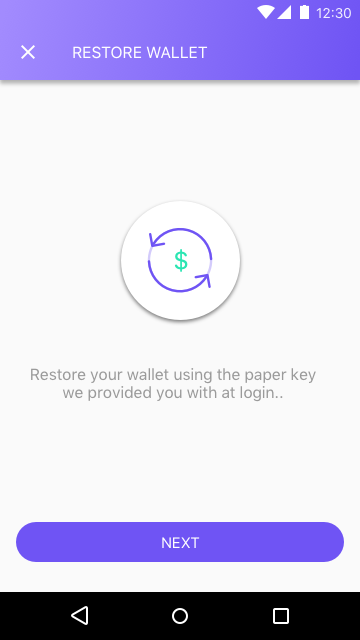 12:30
RESTORE WALLET
$
Restore your wallet using the paper key
we provided you with at login..
NEXT